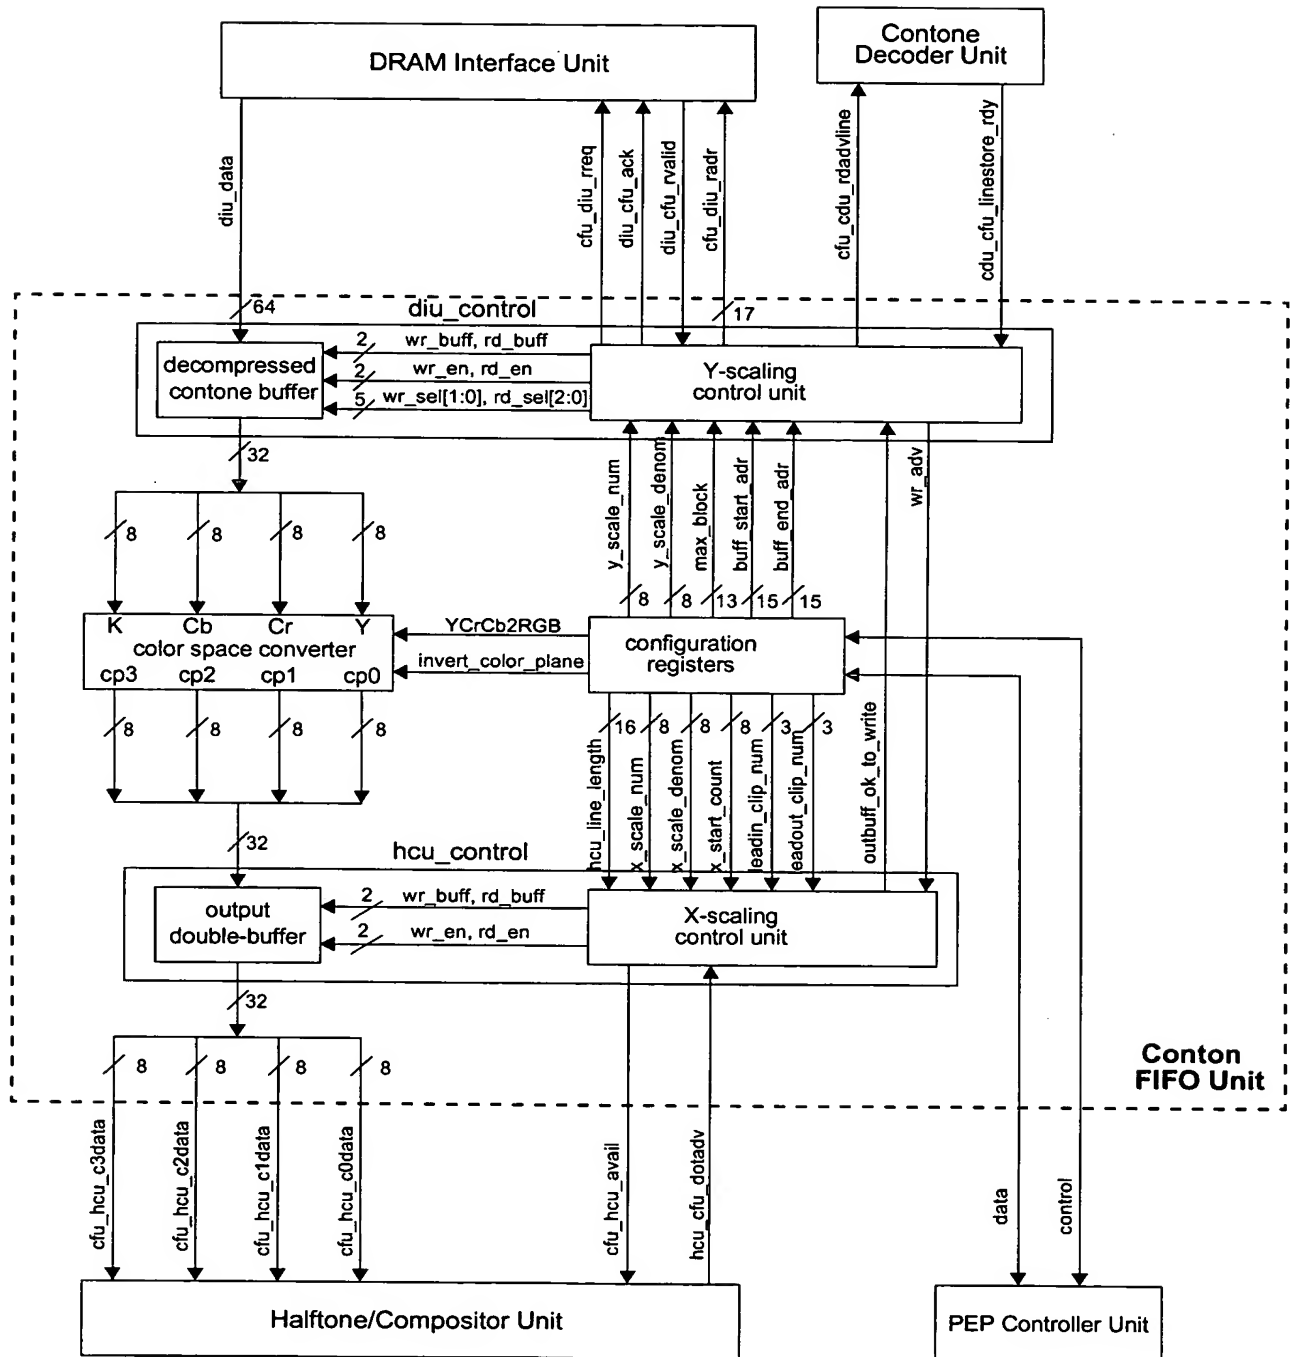 DRAM Interface Unit
Contone
Decoder Unit
diu_data
cfu_diu_rreq
diu_cfu_ack
diu_cfu_rvalid
cfu_diu_radr
cfu_cdu_rdadvline
cdu_cfu_linestore_rdy
64
diu_control
17
decompressed
contone buffer
2
wr_buff, rd_buff
2
wr_en, rd_en
5
wr_sel[1:0], rd_sel[2:0]
Y-scaling
control unit
32
8
8
8
8
y_scale_num
y_scale_denom
max_block
buff_start_adr
buff_end_adr
wr_adv
8
8
13
15
15
K
Cb
Cr
Y
color space converter
cp3
cp2
cp1
cp0
YCrCb2RGB
invert_color_plane
configuration
registers
8
8
8
8
16
8
8
8
3
3
hcu_line_length
x_scale_num
x_scale_denom
x_start_count
leadin_clip_num
leadout_clip_num
outbuff_ok_to_write
32
hcu_control
output
double-buffer
2
wr_buff, rd_buff
2
wr_en, rd_en
X-scaling
control unit
32
8
8
8
8
Conton
FIFO Unit
cfu_hcu_c3data
cfu_hcu_c2data
cfu_hcu_c1data
cfu_hcu_c0data
cfu_hcu_avail
hcu_cfu_dotadv
data
control
Halftone/Compositor Unit
PEP Controller Unit